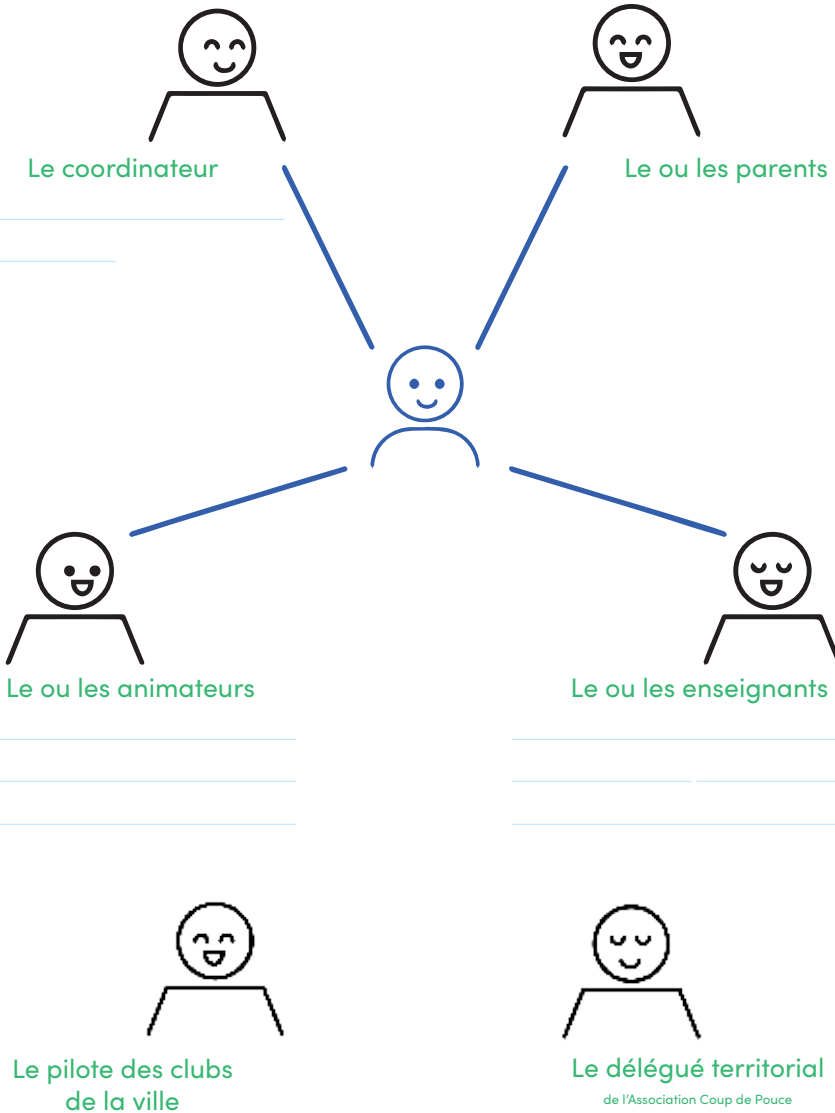 Le coordinateur
Le ou les parents
Le ou les animateurs
Le ou les enseignants
Le pilote des clubs
de la ville
Le délégué territorial
de l'Association Coup de Pouce